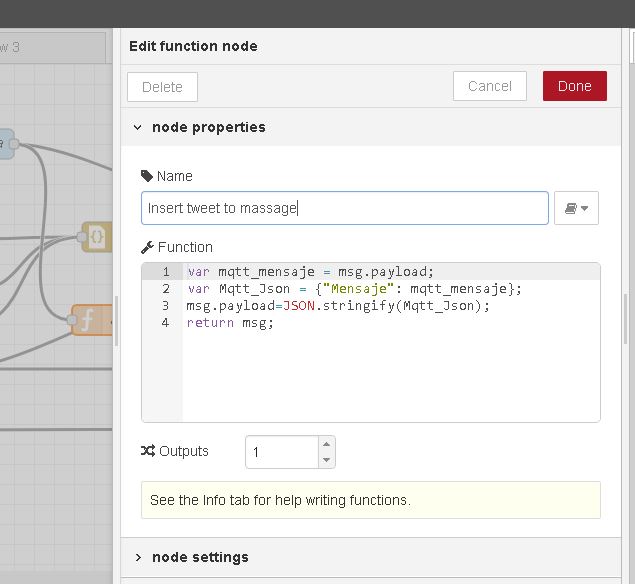 w 3
Edit function node
Delete
Cancel
Done
node properties
Name
Insert tweet to massage
Function
1 var mqtt_mensaje = msg.payload;
2 var Mqtt_Json = {"Mensaje": mqtt_mensaje};
3 msg.payload=JSON.stringify(Mqtt_Json);
4 return msg;
Outputs
1
See the Info tab for help writing functions.
node settings